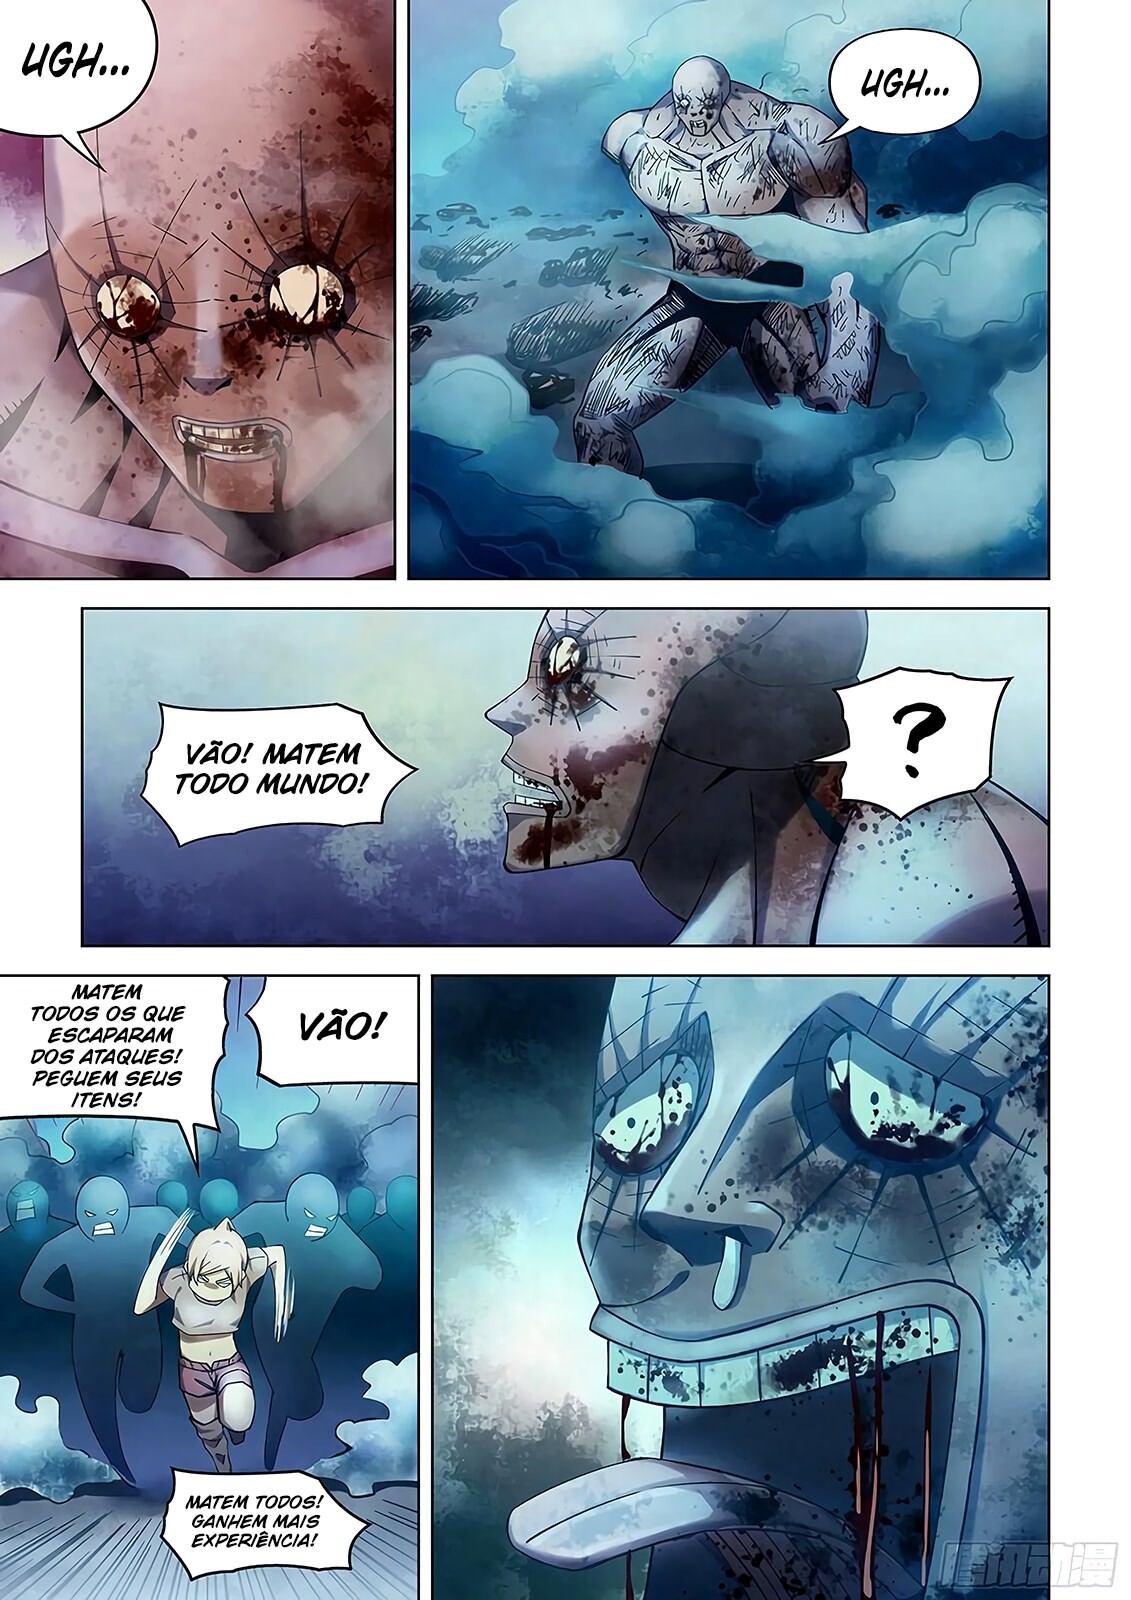 UGH...
UGH...
VÃO! MATEM
TODO MUNDO!
?
MATEM
TODOS OS QUE
ESCAPARAM
DOS ATAQUES!
PEGUEM SEUS
ITENS!
VÃO!
MATEM TODOS!
GANHEM MAIS
EXPERIÊNCIA!
腾讯动漫